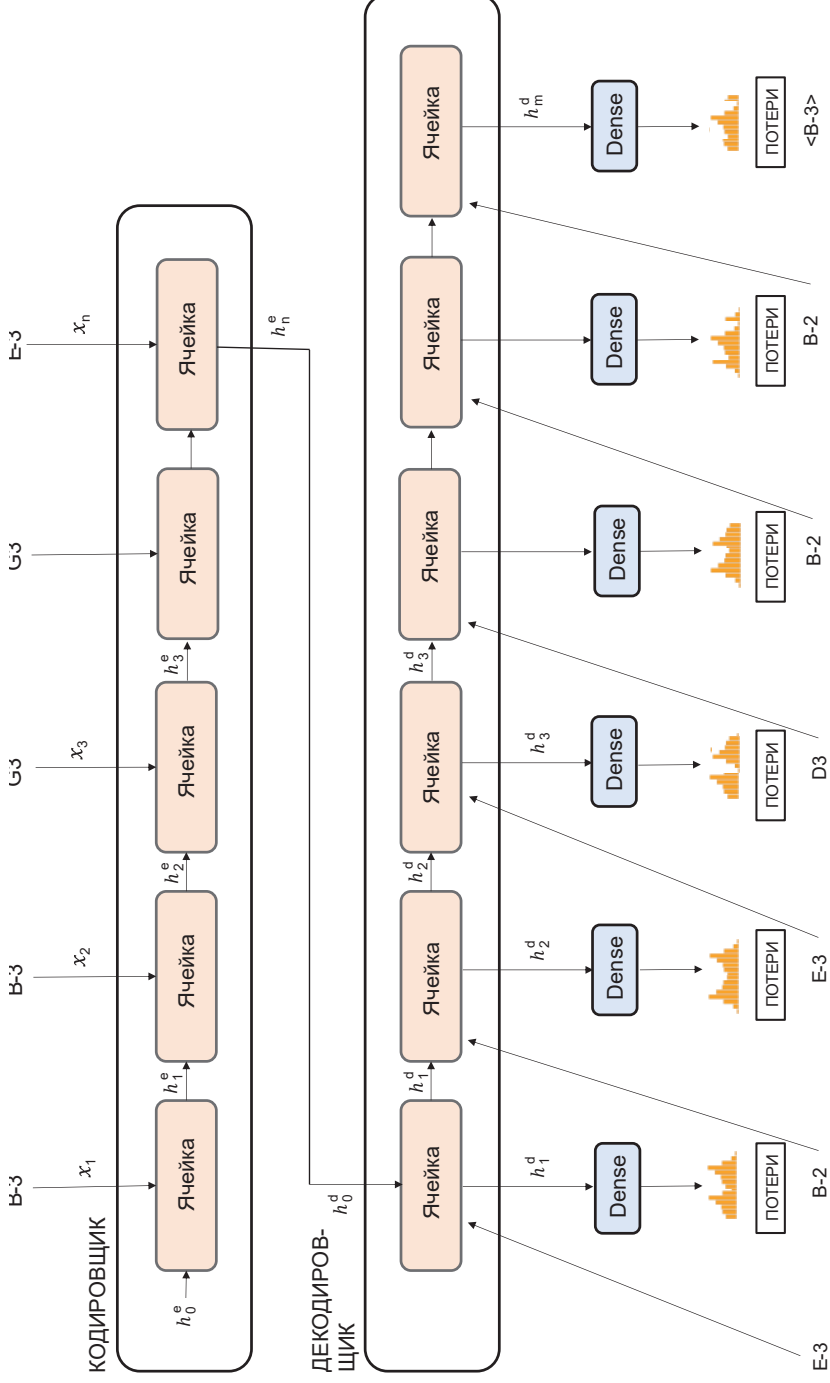 B-3 B-3 E-3
x₁ x₂ x₃ xₙ
КОДИРОВЩИК
h₀ᵉ Ячейка h₁ᵉ Ячейка h₂ᵉ Ячейка h₃ᵉ Ячейка Ячейка
hₙᵉ
ДЕКОДИРОВ-
ЩИК
h₀ᵈ
Ячейка h₁ᵈ Ячейка h₂ᵈ Ячейка h₃ᵈ Ячейка Ячейка Ячейка
h₁ᵈ h₂ᵈ h₃ᵈ hₘᵈ
Dense Dense Dense Dense Dense Dense
ПОТЕРИ ПОТЕРИ ПОТЕРИ ПОТЕРИ ПОТЕРИ ПОТЕРИ
E-3 B-2 E-3 D3 B-2 B-2 <B-3>